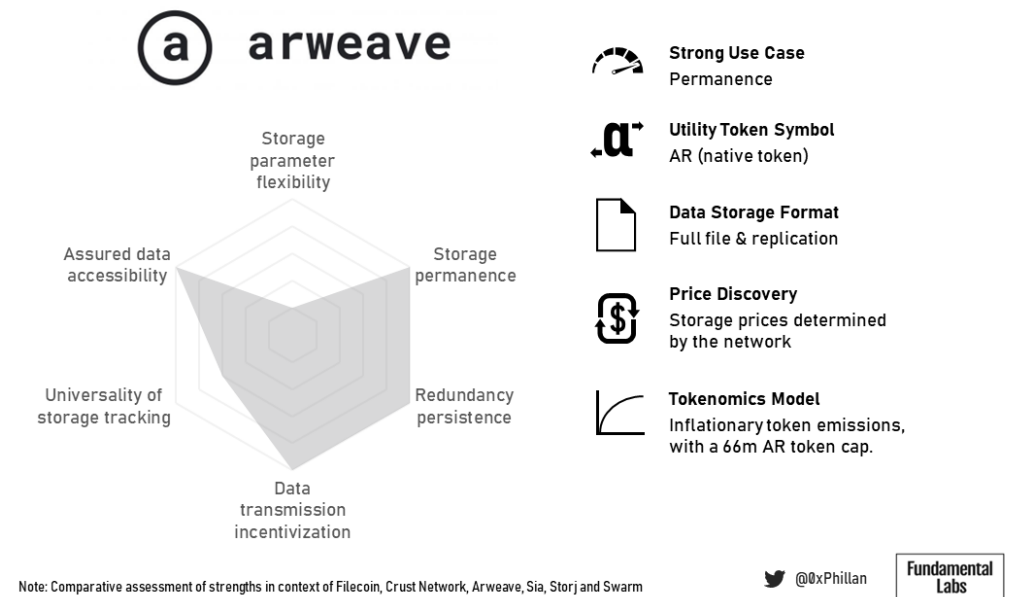 a arweave
Storage
parameter
flexibility
Assured data
accessibility
Storage
permanence
Universality of
storage tracking
Redundancy
persistence
Data
transmission
incentivization
Strong Use Case
Permanence
a
Utility Token Symbol
AR (native token)
Data Storage Format
Full file & replication
$
Price Discovery
Storage prices determined
by the network
Tokenomics Model
Inflationary token emissions,
with a 66m AR token cap.
Note: Comparative assessment of strengths in context of Filecoin, Crust Network, Arweave, Sia, Storj and Swarm
@0xPhillan
Fundamental
Labs